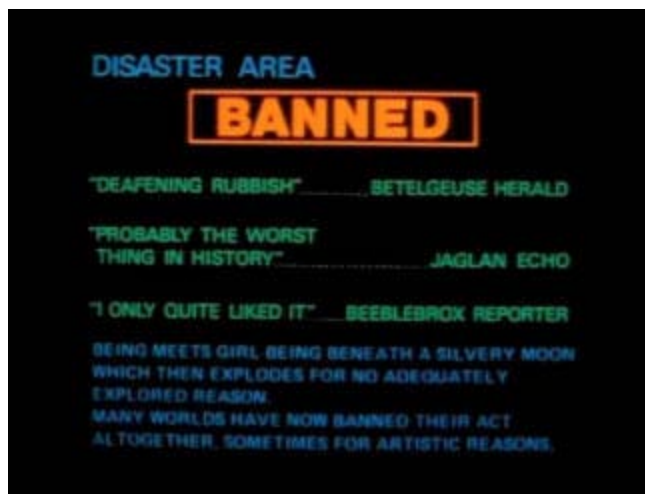 DISASTER AREA
BANNED
"DEAFENING RUBBISH"..........BETELGEUSE HERALD
"PROBABLY THE WORST
THING IN HISTORY"....................JAGLAN ECHO
"I ONLY QUITE LIKED IT"....BEEBLEBROX REPORTER
BEING MEETS GIRL BEING BENEATH A SILVERY MOON
WHICH THEN EXPLODES FOR NO ADEQUATELY
EXPLORED REASON.
MANY WORLDS HAVE NOW BANNED THEIR ACT
ALTOGETHER, SOMETIMES FOR ARTISTIC REASONS.